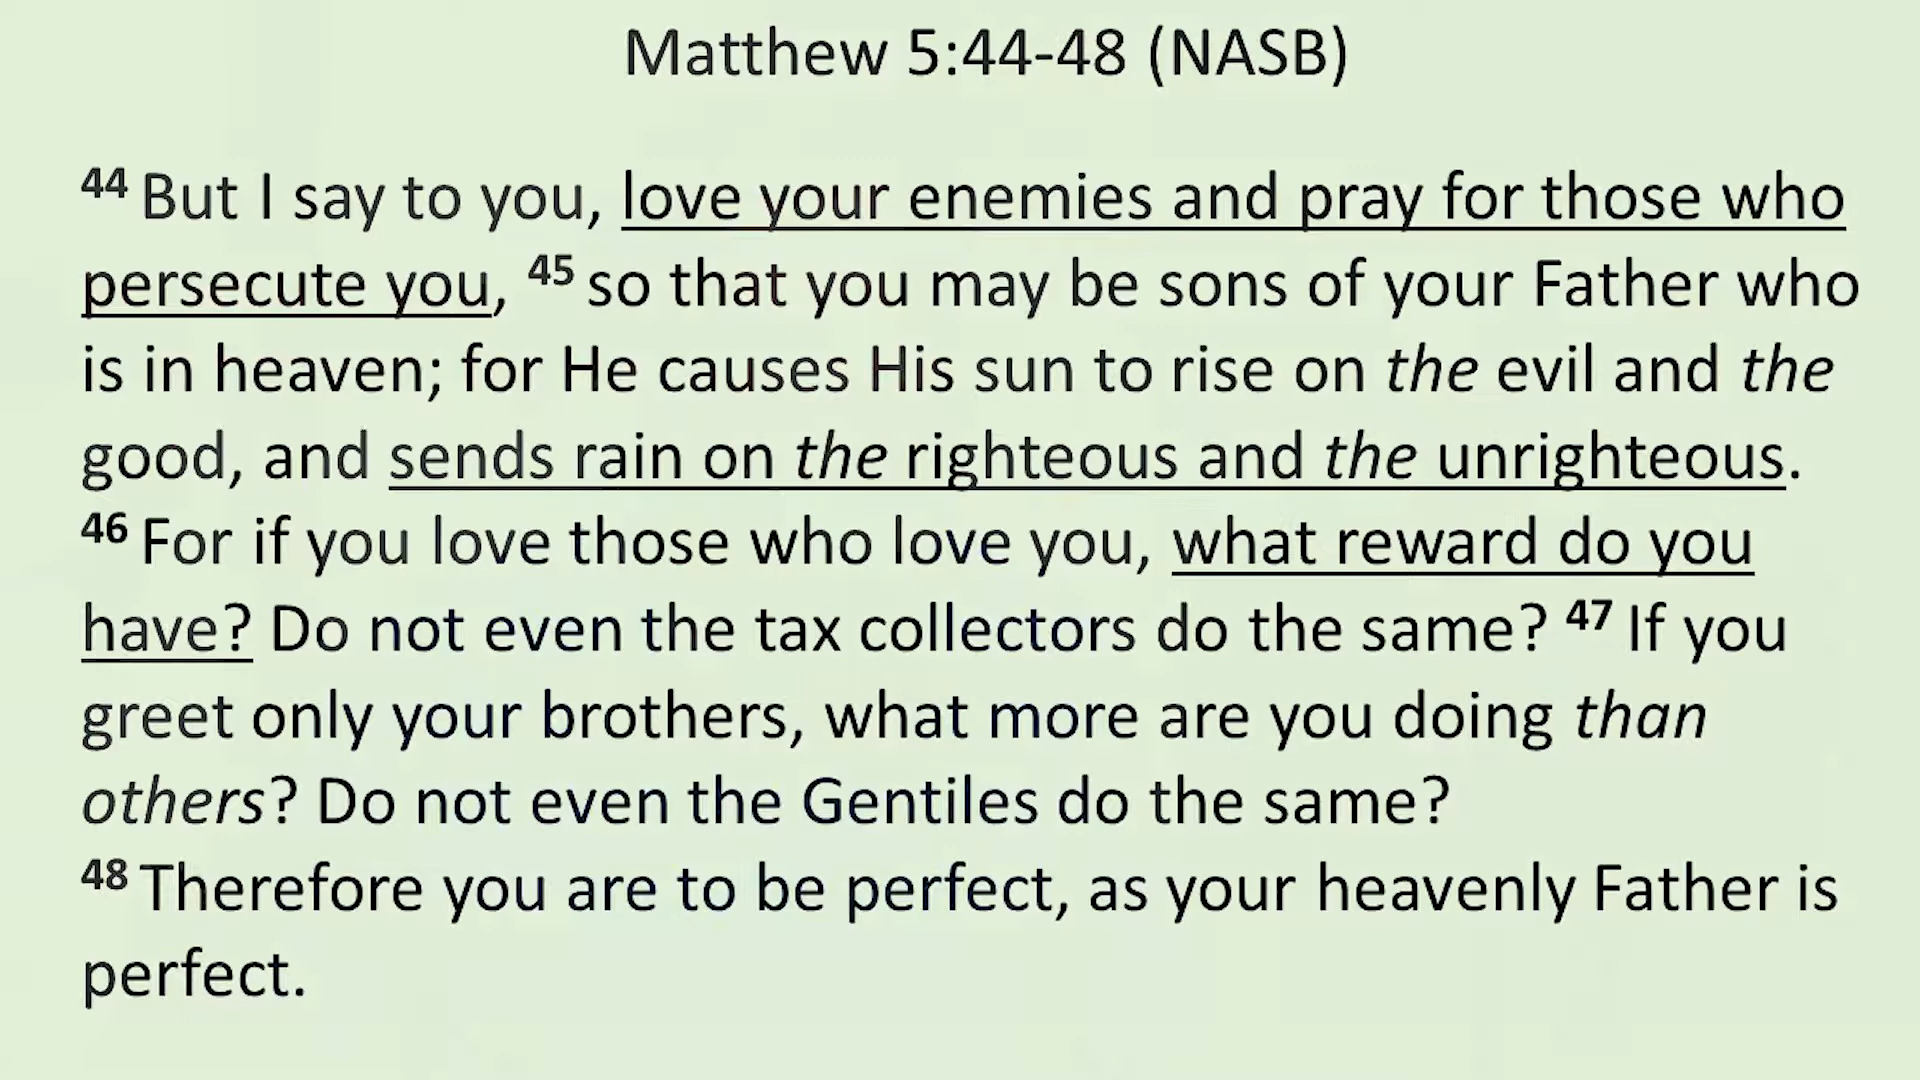 Matthew 5:44-48 (NASB)
44 But I say to you, love your enemies and pray for those who
persecute you, 45 so that you may be sons of your Father who
is in heaven; for He causes His sun to rise on the evil and the
good, and sends rain on the righteous and the unrighteous.
46 For if you love those who love you, what reward do you
have? Do not even the tax collectors do the same? 47 If you
greet only your brothers, what more are you doing than
others? Do not even the Gentiles do the same?
48 Therefore you are to be perfect, as your heavenly Father is
perfect.